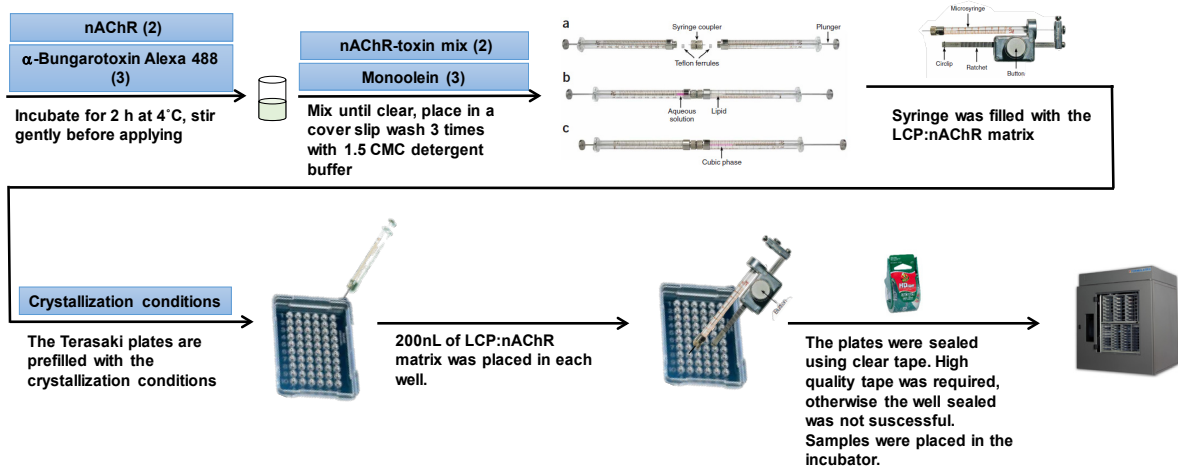 nAChR (2)
α-Bungarotoxin Alexa 488
(3)
Incubate for 2 h at 4˚C, stir
gently before applying
nAChR-toxin mix (2)
Monoolein (3)
Mix until clear, place in a
cover slip wash 3 times
with 1.5 CMC detergent
buffer
a
Syringe coupler
Plunger
Teflon ferrules
b
Aqueous
solution
Lipid
c
Cubic phase
Microsyringe
Circlip
Ratchet
Button
Syringe was filled with the
LCP:nAChR matrix
Crystallization conditions
The Terasaki plates are
prefilled with the
crystallization conditions
200nL of LCP:nAChR
matrix was placed in each
well.
Button
The plates were sealed
using clear tape. High
quality tape was required,
otherwise the well sealed
was not suscessful.
Samples were placed in the
incubator.